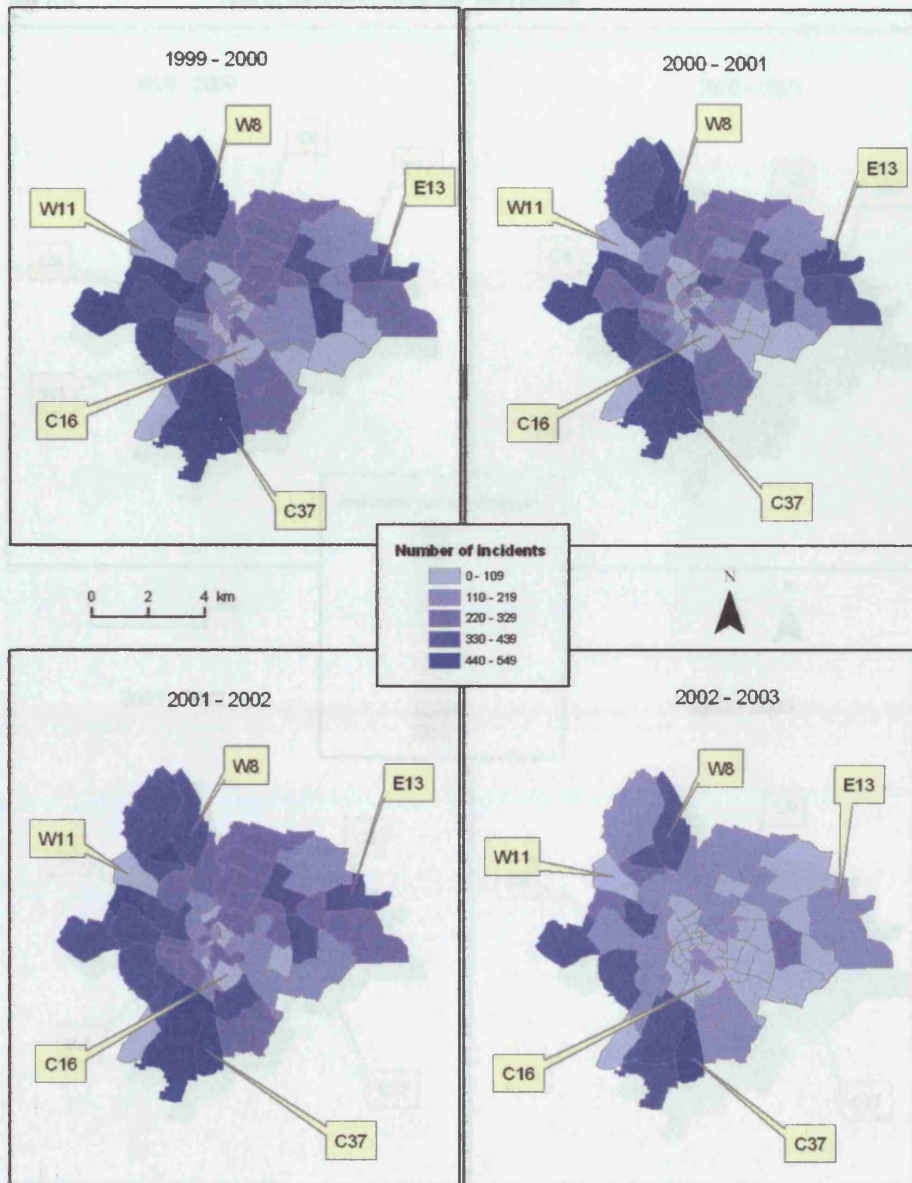 1999 - 2000
W8
E13
W11
C16
C37
2000 - 2001
W8
E13
W11
C16
C37
Number of incidents
0 - 109
110 - 219
220 - 329
330 - 439
440 - 549
0 2 4 km
N
2001 - 2002
W8
E13
W11
C16
C37
2002 - 2003
W8
E13
W11
C16
C37